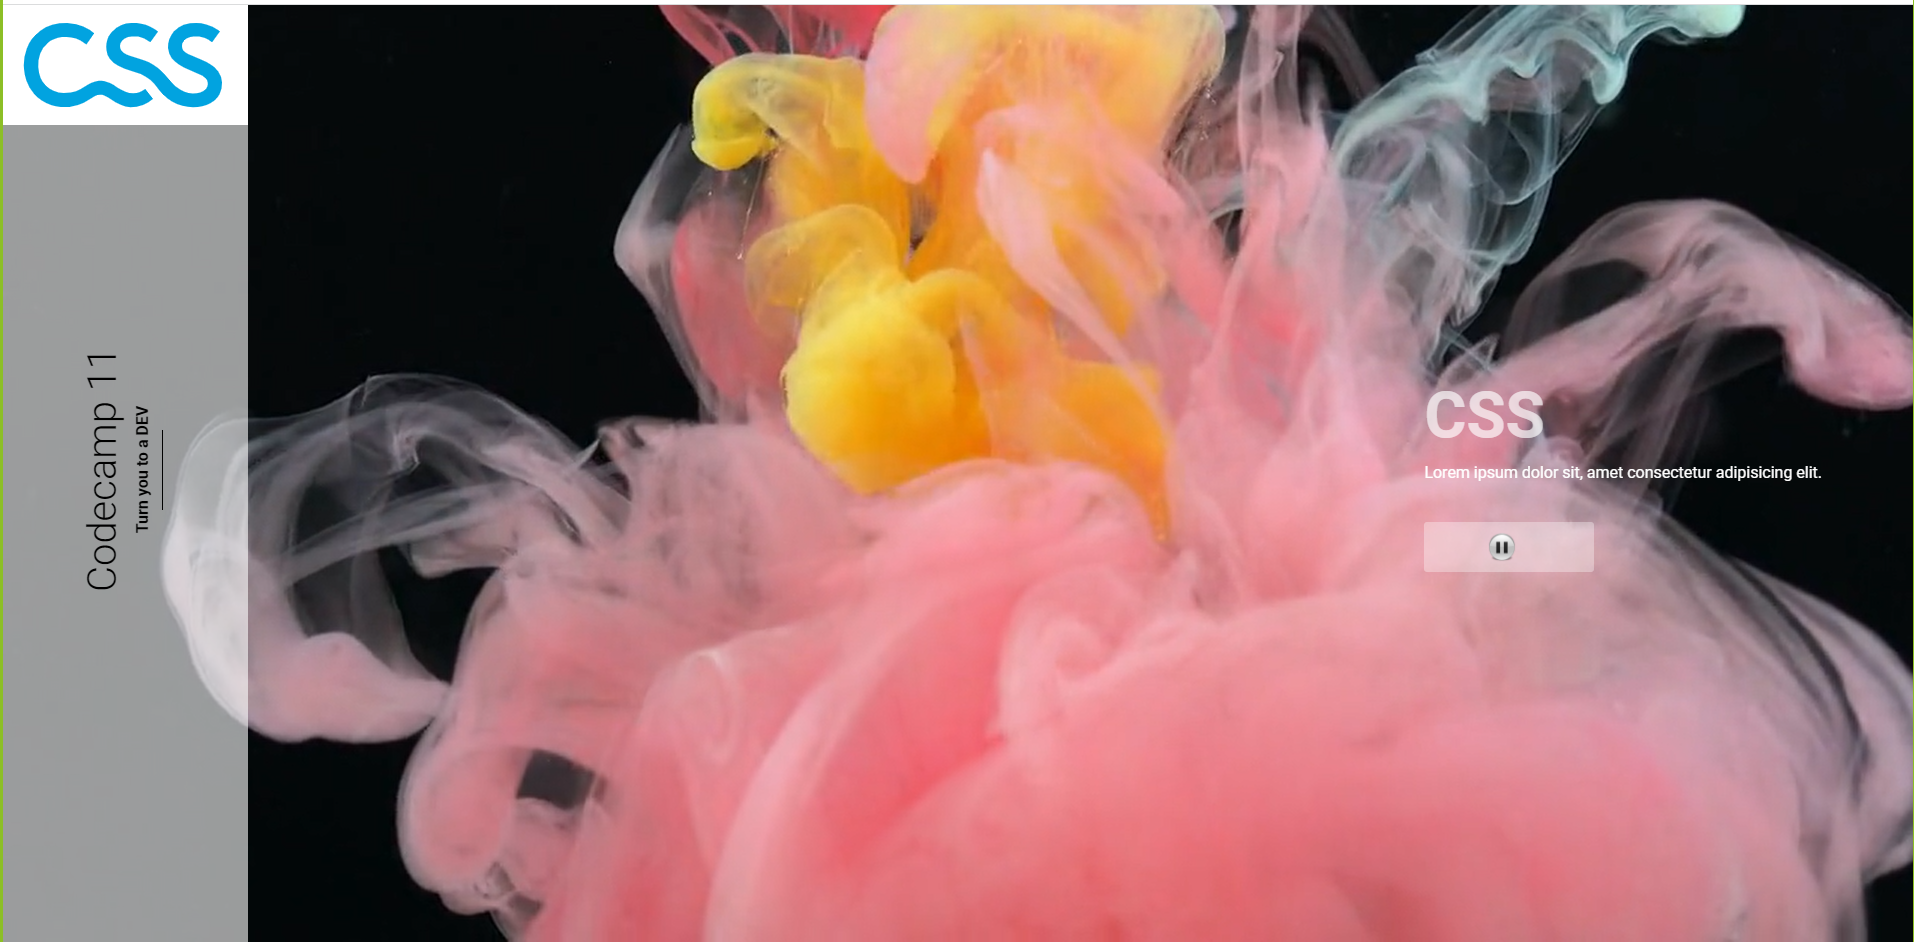 CSS
Codecamp 11
Turn you to a DEV
CSS
Lorem ipsum dolor sit, amet consectetur adipisicing elit.